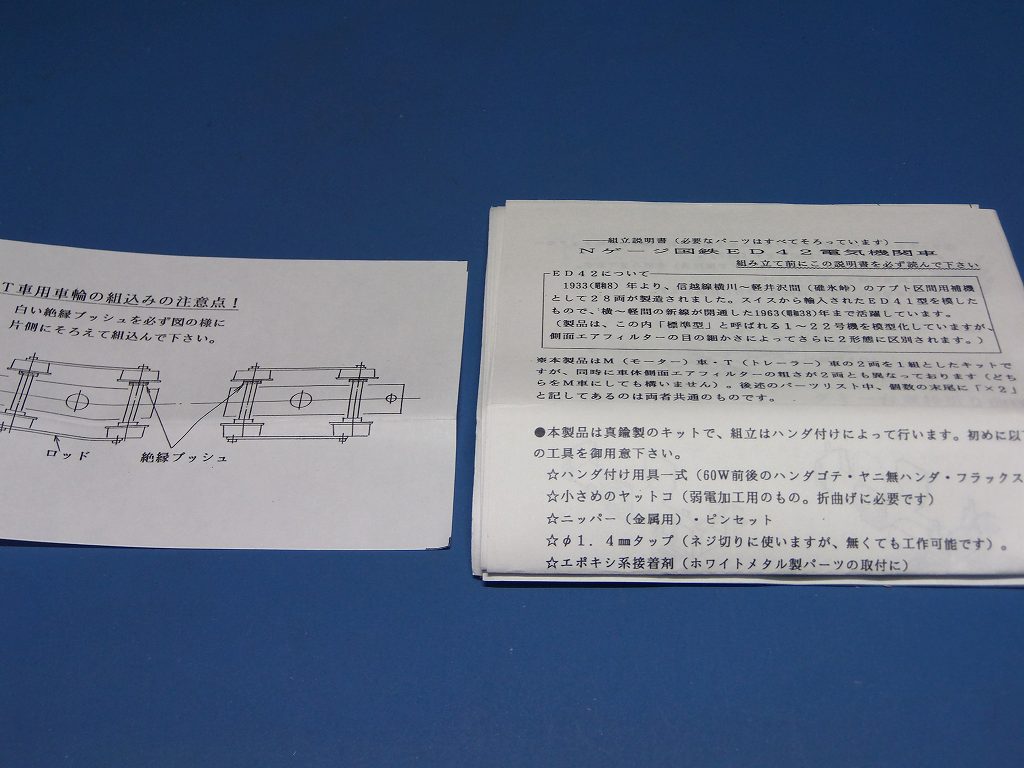 T車用車輪の組込みの注意点！
白い絶縁ブッシュを必ず図の様に
片側にそろえて組込んで下さい。
ロッド
絶縁ブッシュ
組立説明書（必要なパーツはすべてそろっています）
Nゲージ国鉄ED42電気機関車
組み立て前にこの説明書を必ず読んで下さい
ED42について
1933(昭和8）年より、信越線横川～軽井沢間（碓氷峠）のアプト区間用補機
として28両が製造されました。スイスから輸入されたED41型を模した
もので、横～軽間の新線が開通した1963(昭和38)年まで活躍しています。
（製品は、この内「標準型」と呼ばれる1～22号機を模型化していますが、
側面エアフィルターの目の細かさによってさらに2形態に区別されます。）
※本製品はM（モーター）車・T（トレーラー）車の2両を1組としたキットで
すが、同時に車体側面エアフィルターの粗さが2両とも異なっております（どち
らをM車にしても構いません）。後述のパーツリスト中、個数の末尾に「×2」
と記してあるのは両者共通のものです。
●本製品は真鍮製のキットで、組立はハンダ付けによって行います。初めに以下
の工具を御用意下さい。
☆ハンダ付け用具一式（60W前後のハンダゴテ・ヤニ無ハンダ・フラックス
☆小さめのヤットコ（弱電加工用のもの。折曲げに必要です）
☆ニッパー（金属用）・ピンセット
☆φ1．4㎜タップ（ネジ切りに使いますが、無くても工作可能です）。
☆エポキシ系接着剤（ホワイトメタル製パーツの取付に）